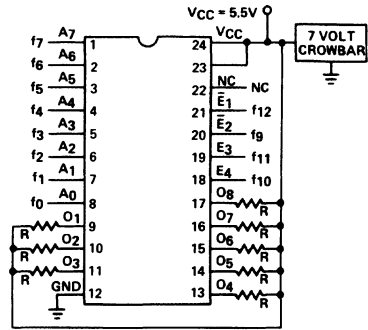 VCC = 5.5V
7 VOLT
CROWBAR
f7 A7 1 24 VCC
f6 A6 2 23
f5 A5 3 22 NC NC
f4 A4 4 21 E̅1 f12
f3 A3 5 20 E̅2 f9
f2 A2 6 19 E3 f11
f1 A1 7 18 E4 f10
f0 A0 8 17 O8 R
R O1 9 16 O7 R
R O2 10 15 O6 R
R O3 11 14 O5 R
GND 12 13 O4 R